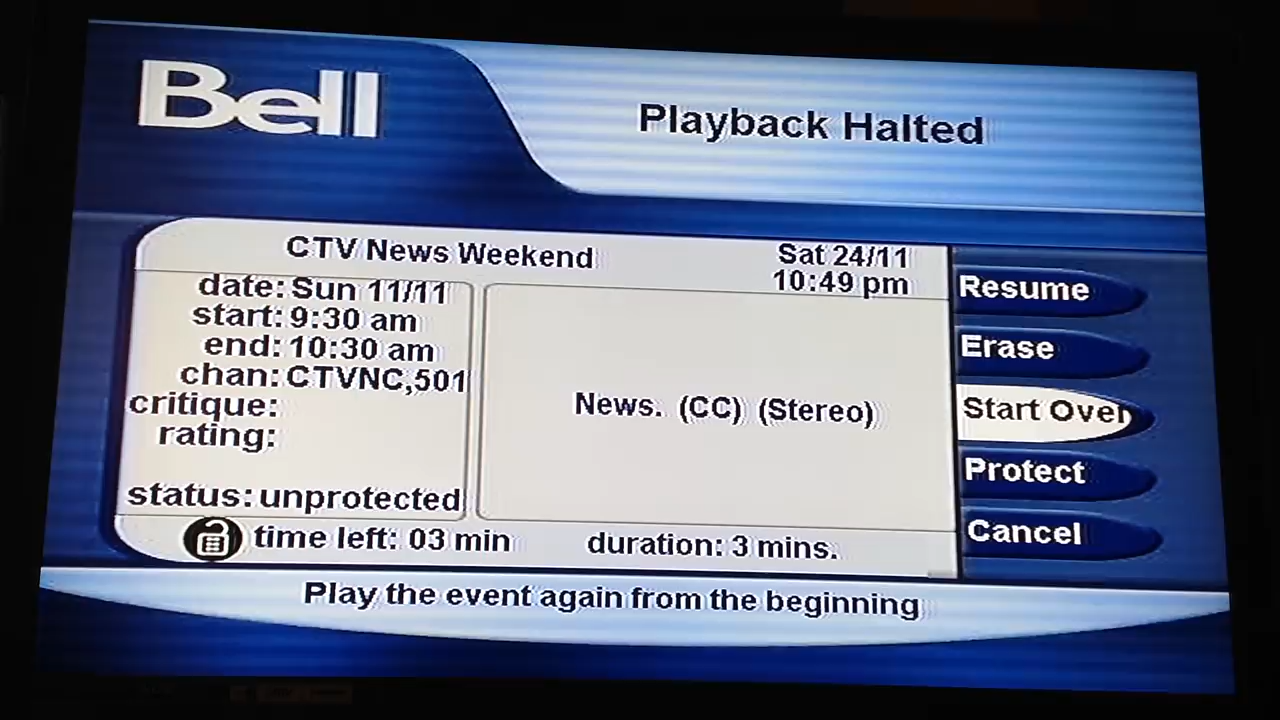 Bell
Playback Halted
CTV News Weekend
Sat 24/11
10:49 pm
date: Sun 11/11
start: 9:30 am
end: 10:30 am
chan: CTVNC,501
critique:
rating:
status: unprotected
News. (CC) (Stereo)
time left: 03 min
duration: 3 mins.
Resume
Erase
Start Over
Protect
Cancel
Play the event again from the beginning